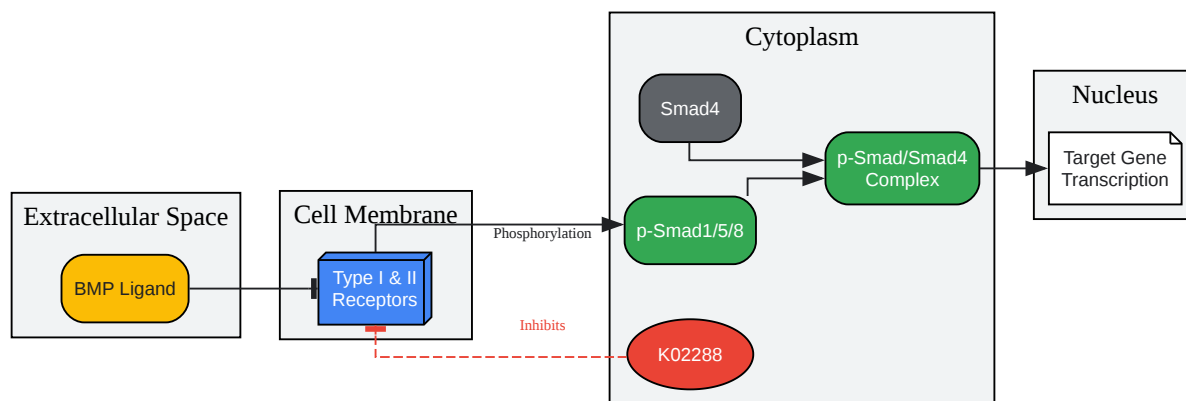 Extracellular Space
BMP Ligand
Cell Membrane
Type I & II
Receptors
Phosphorylation
Inhibits
Cytoplasm
Smad4
p-Smad1/5/8
K02288
p-Smad/Smad4
Complex
Nucleus
Target Gene
Transcription